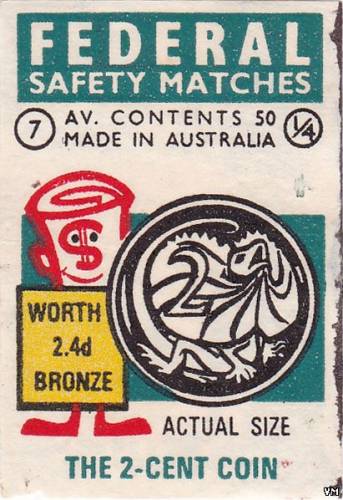 FEDERAL
SAFETY MATCHES
7 AV. CONTENTS 50 1/4
MADE IN AUSTRALIA
$
2
WORTH
2.4d
BRONZE
ACTUAL SIZE
THE 2-CENT COIN
VM